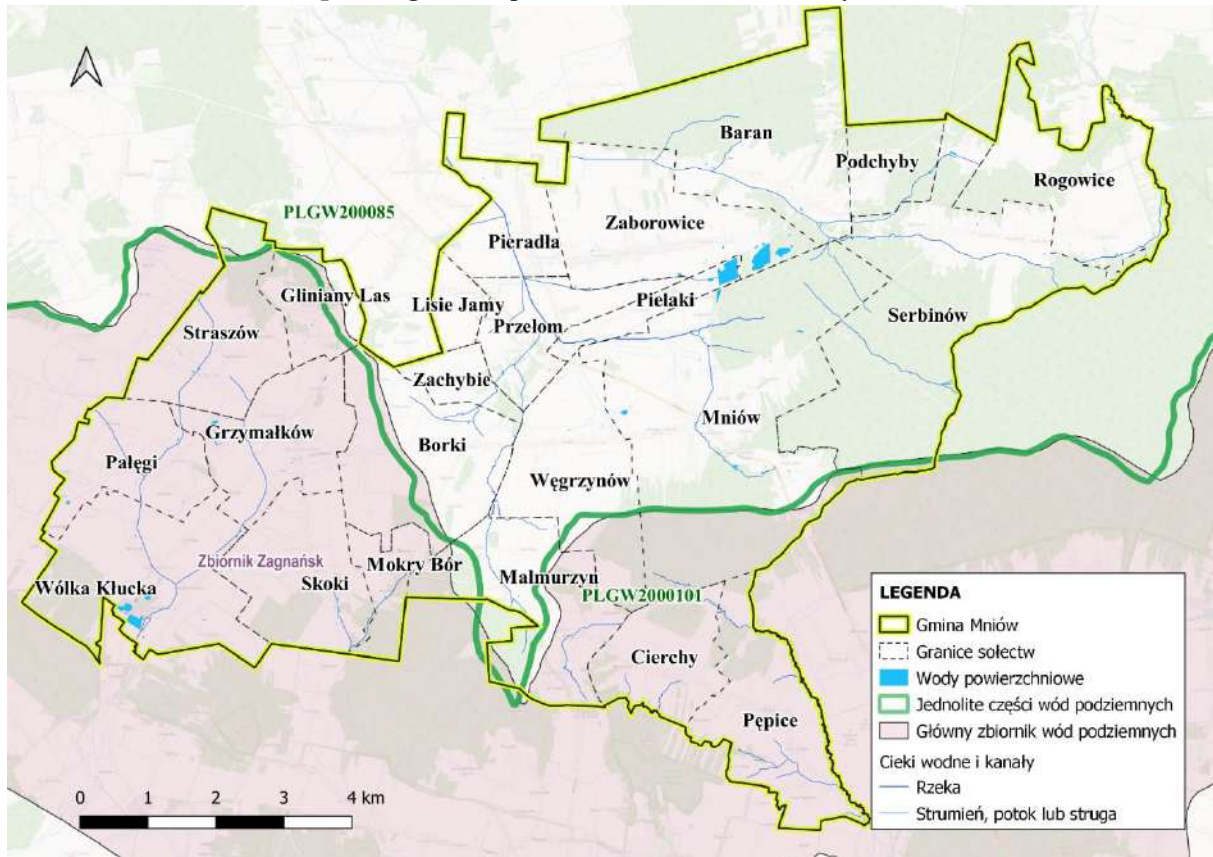 Baran
Podchyby
Rogowice
PLGW200085
Zaborowice
Pieradła
Gliniany Las
Lisie Jamy
Pielaki
Serbinów
Straszów
Przełom
Zachybie
Mniów
Grzymałków
Borki
Pałęgi
Węgrzynów
Zbiornik Zagnańsk
Mokry Bór
Wólka Kłucka
Skoki
Malmurzyn
PLGW2000101
Cierchy
Pępice
LEGENDA
Gmina Mniów
Granice sołectw
Wody powierzchniowe
Jednolite części wód podziemnych
Główny zbiornik wód podziemnych
Cieki wodne i kanały
Rzeka
Strumień, potok lub struga
0 1 2 3 4 km